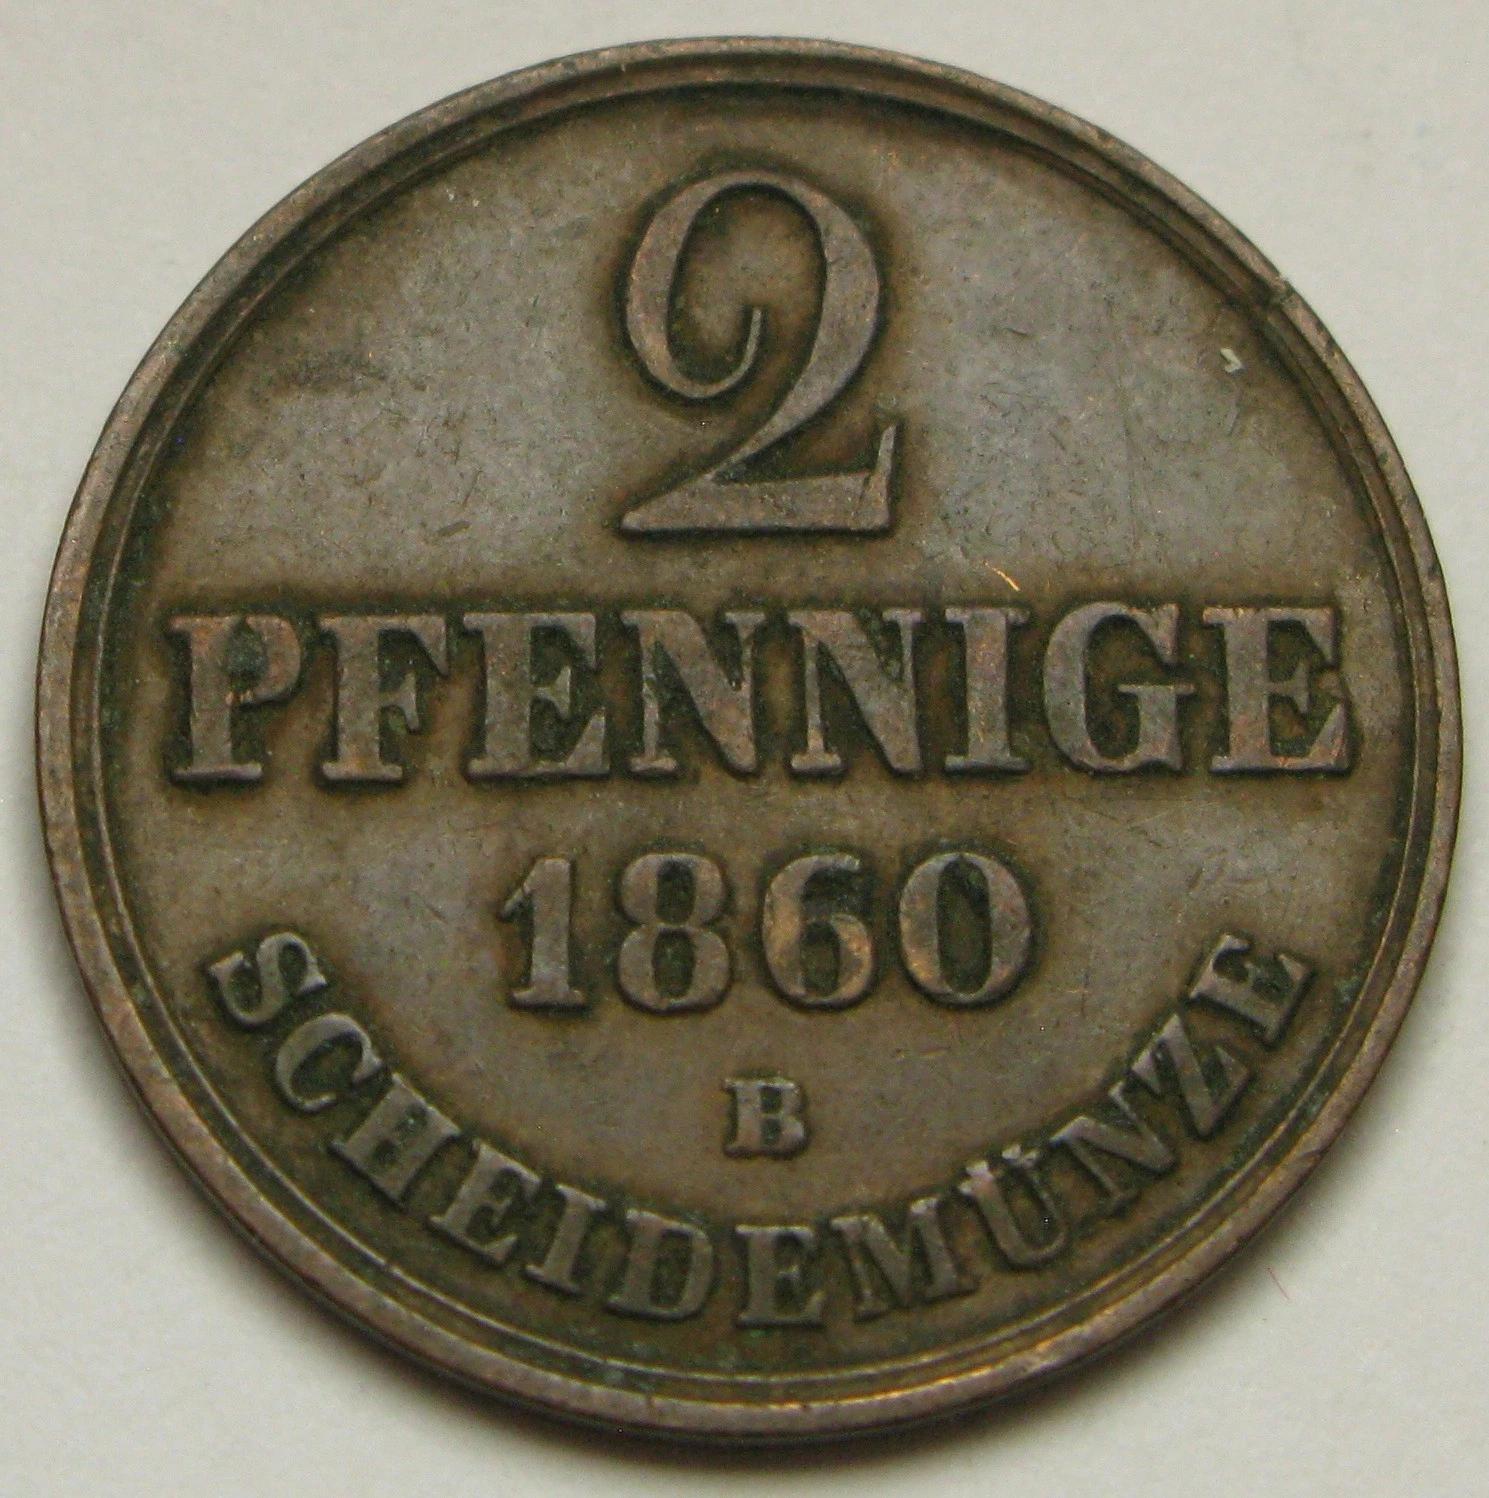 2
PFENNIGE
1860
B
SCHEIDEMÜNZE